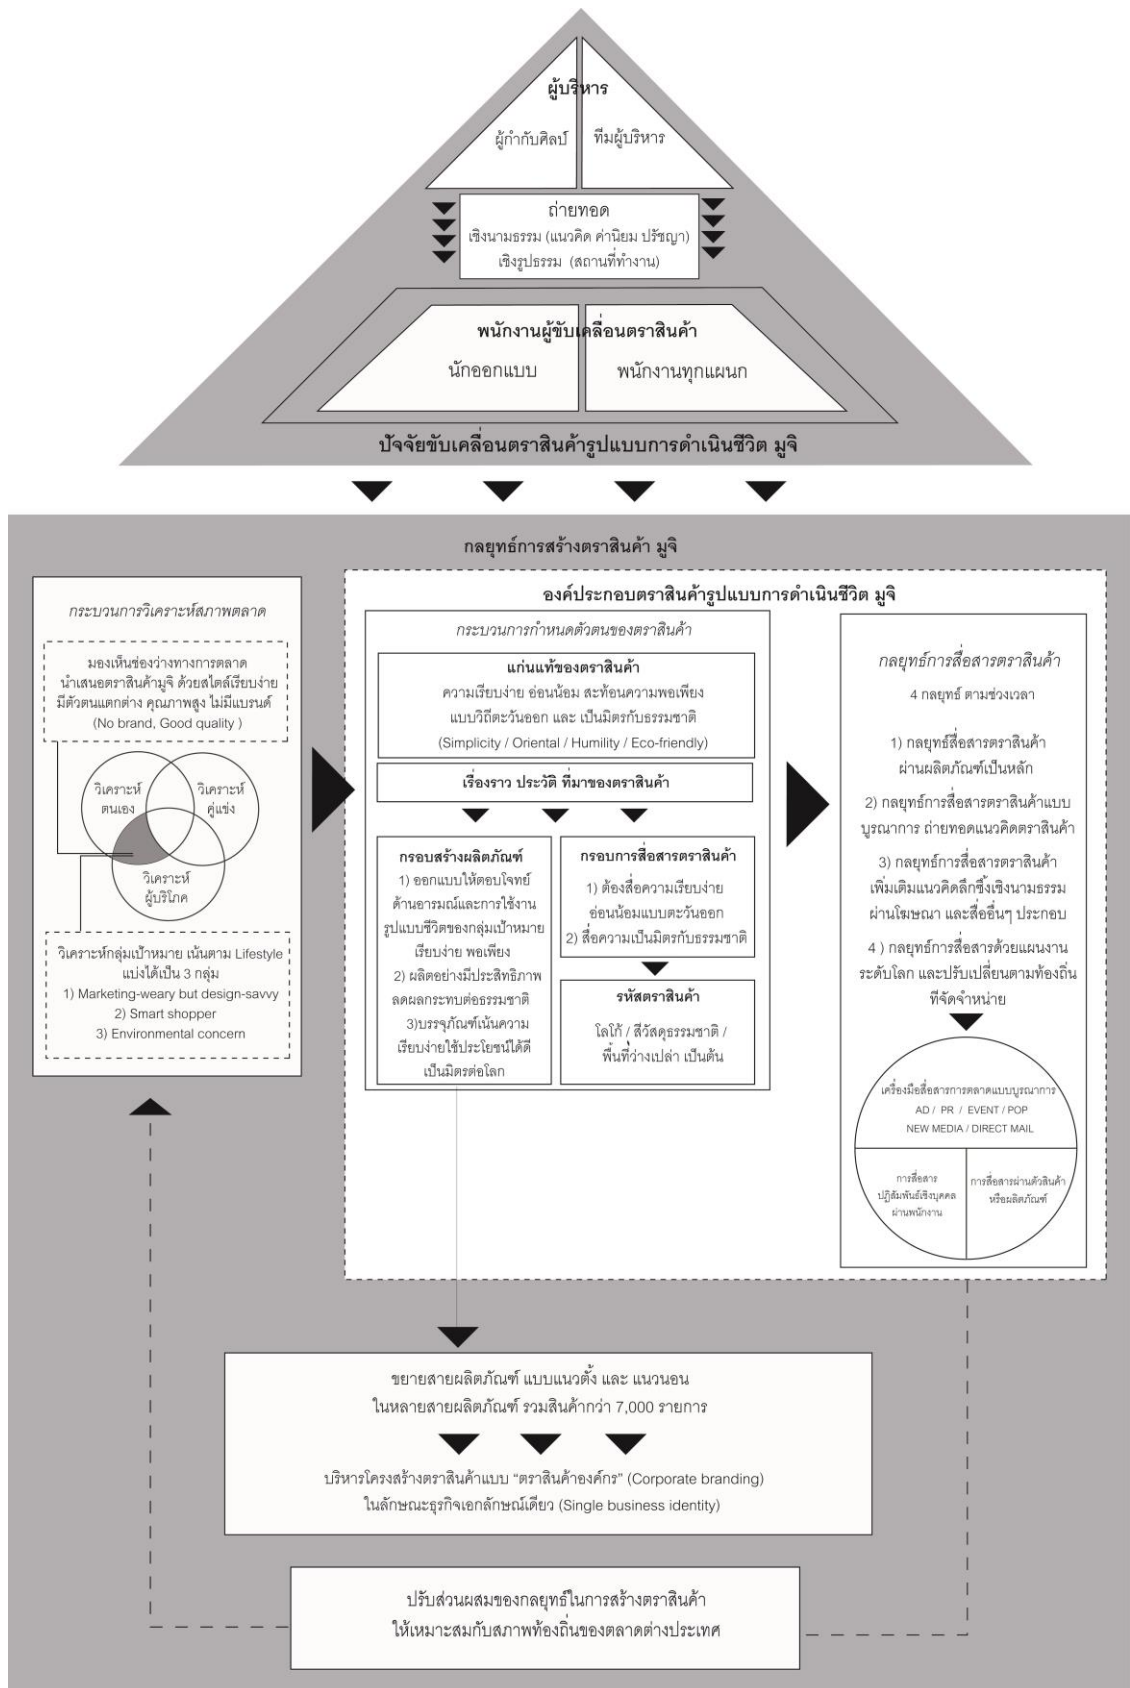 ผู้บริหาร
ผู้กำกับศิลป์
ทีมผู้บริหาร
ถ่ายทอด
เชิงนามธรรม (แนวคิด ค่านิยม ปรัชญา)
เชิงรูปธรรม (สถานที่ทำงาน)
พนักงานผู้ขับเคลื่อนตราสินค้า
นักออกแบบ
พนักงานทุกแผนก
ปัจจัยขับเคลื่อนตราสินค้ารูปแบบการดำเนินชีวิต มูจิ
กลยุทธ์การสร้างตราสินค้า มูจิ
กระบวนการวิเคราะห์สภาพตลาด
มองเห็นช่องว่างทางการตลาด
นำเสนอตราสินค้ามูจิ ด้วยสไตล์เรียบง่าย
มีตัวตนแตกต่าง คุณภาพสูง ไม่มีแบรนด์
(No brand, Good quality )
วิเคราะห์
ตนเอง
วิเคราะห์
คู่แข่ง
วิเคราะห์
ผู้บริโภค
วิเคราะห์กลุ่มเป้าหมาย เน้นตาม Lifestyle
แบ่งได้เป็น 3 กลุ่ม
1) Marketing-weary but design-savvy
2) Smart shopper
3) Environmental concern
องค์ประกอบตราสินค้ารูปแบบการดำเนินชีวิต มูจิ
กระบวนการกำหนดตัวตนของตราสินค้า
แก่นแท้ของตราสินค้า
ความเรียบง่าย อ่อนน้อม สะท้อนความพอเพียง
แบบวิถีตะวันออก และ เป็นมิตรกับธรรมชาติ
(Simplicity / Oriental / Humility / Eco-friendly)
เรื่องราว ประวัติ ที่มาของตราสินค้า
กรอบสร้างผลิตภัณฑ์
1) ออกแบบให้ตอบโจทย์
ด้านอารมณ์และการใช้งาน
รูปแบบชีวิตของกลุ่มเป้าหมาย
เรียบง่าย พอเพียง
2) ผลิตอย่างมีประสิทธิภาพ
ลดผลกระทบต่อธรรมชาติ
3)บรรจุภัณฑ์เน้นความ
เรียบง่ายใช้ประโยชน์ได้ดี
เป็นมิตรต่อโลก
กรอบการสื่อสารตราสินค้า
1) ต้องสื่อความเรียบง่าย
อ่อนน้อมแบบตะวันออก
2) สื่อความเป็นมิตรกับธรรมชาติ
รหัสตราสินค้า
โลโก้ / สีวัสดุธรรมชาติ /
พื้นที่ว่างเปล่า เป็นต้น
กลยุทธ์การสื่อสารตราสินค้า
4 กลยุทธ์ ตามช่วงเวลา
1) กลยุทธ์สื่อสารตราสินค้า
ผ่านผลิตภัณฑ์เป็นหลัก
2) กลยุทธ์การสื่อสารตราสินค้าแบบ
บูรณาการ ถ่ายทอดแนวคิดตราสินค้า
3) กลยุทธ์การสื่อสารตราสินค้า
เพิ่มเติมแนวคิดลึกซึ้งเชิงนามธรรม
ผ่านโฆษณา และสื่ออื่นๆ ประกอบ
4 ) กลยุทธ์การสื่อสารด้วยแผนงาน
ระดับโลก และปรับเปลี่ยนตามท้องถิ่น
ที่จัดจำหน่าย
เครื่องมือสื่อสารการตลาดแบบบูรณาการ
AD / PR / EVENT / POP
NEW MEDIA / DIRECT MAIL
การสื่อสาร
ปฏิสัมพันธ์เชิงบุคคล
ผ่านพนักงาน
การสื่อสารผ่านตัวสินค้า
หรือผลิตภัณฑ์
ขยายสายผลิตภัณฑ์ แบบแนวตั้ง และ แนวนอน
ในหลายสายผลิตภัณฑ์ รวมสินค้ากว่า 7,000 รายการ
บริหารโครงสร้างตราสินค้าแบบ “ตราสินค้าองค์กร” (Corporate branding)
ในลักษณะธุรกิจเอกลักษณ์เดียว (Single business identity)
ปรับส่วนผสมของกลยุทธ์ในการสร้างตราสินค้า
ให้เหมาะสมกับสภาพท้องถิ่นของตลาดต่างประเทศ